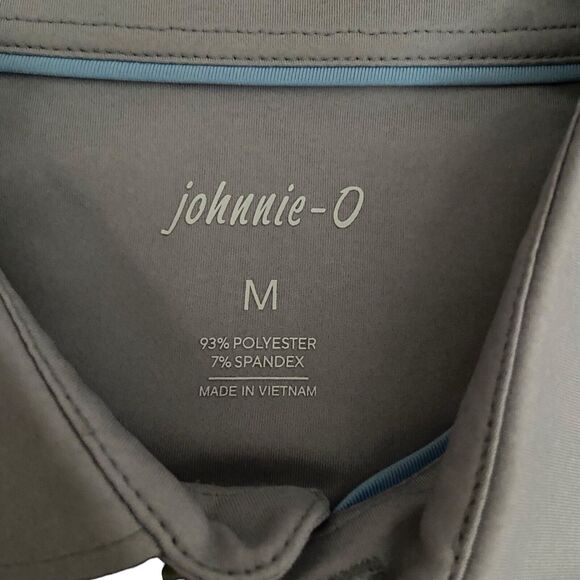 johnnie-O
M
93% POLYESTER
7% SPANDEX
MADE IN VIETNAM